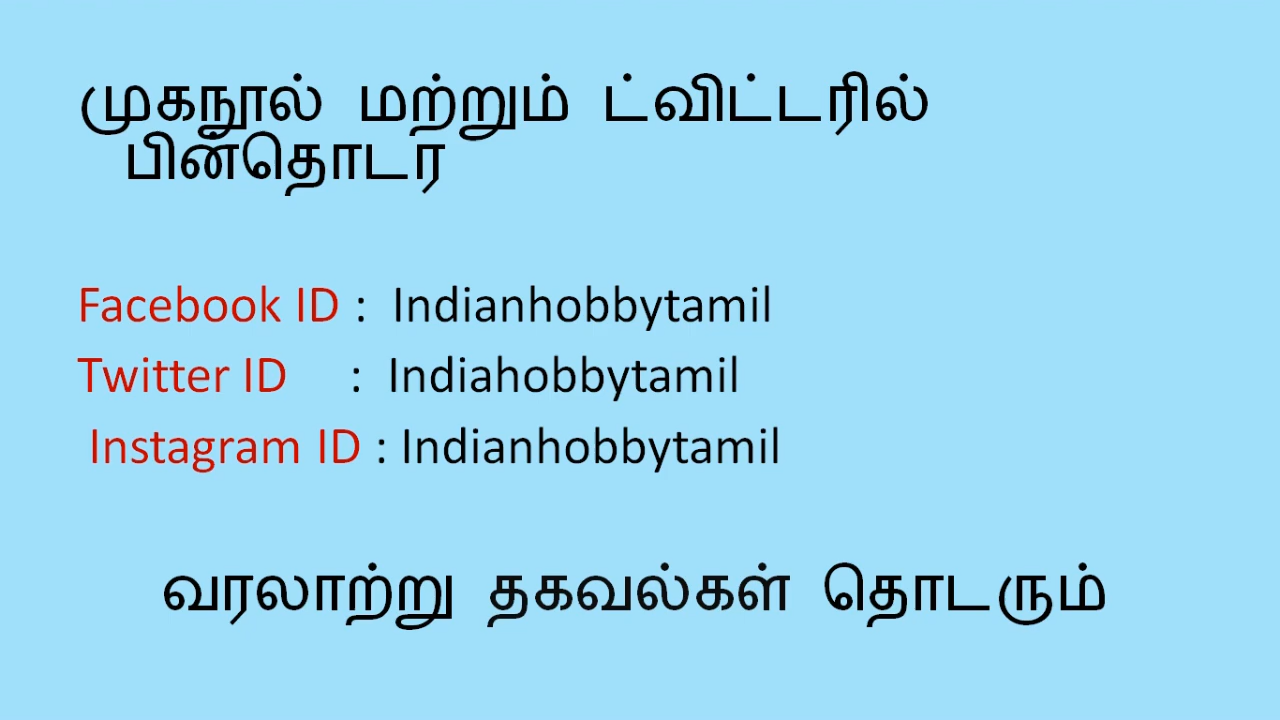 முகநூல் மற்றும் ட்விட்டரில்
பின்தொடர
Facebook ID : Indianhobbytamil
Twitter ID : Indiahobbytamil
Instagram ID : Indianhobbytamil
வரலாற்று தகவல்கள் தொடரும்